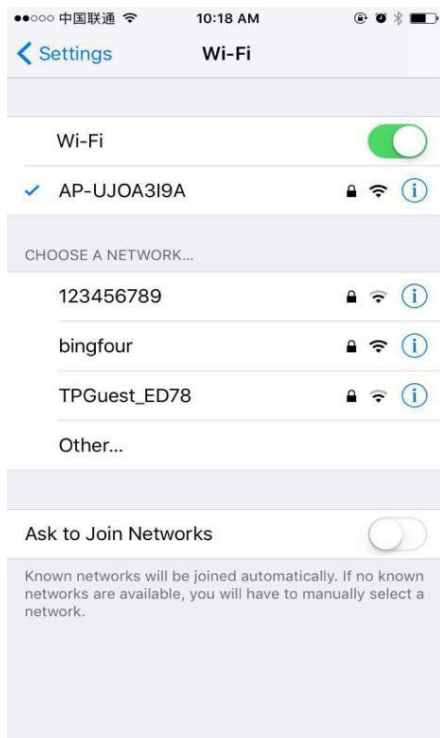 中国联通 10:18 AM
Settings Wi-Fi
Wi-Fi
AP-UJOA3I9A
CHOOSE A NETWORK...
123456789
bingfour
TPGuest_ED78
Other...
Ask to Join Networks
Known networks will be joined automatically. If no known
networks are available, you will have to manually select a
network.